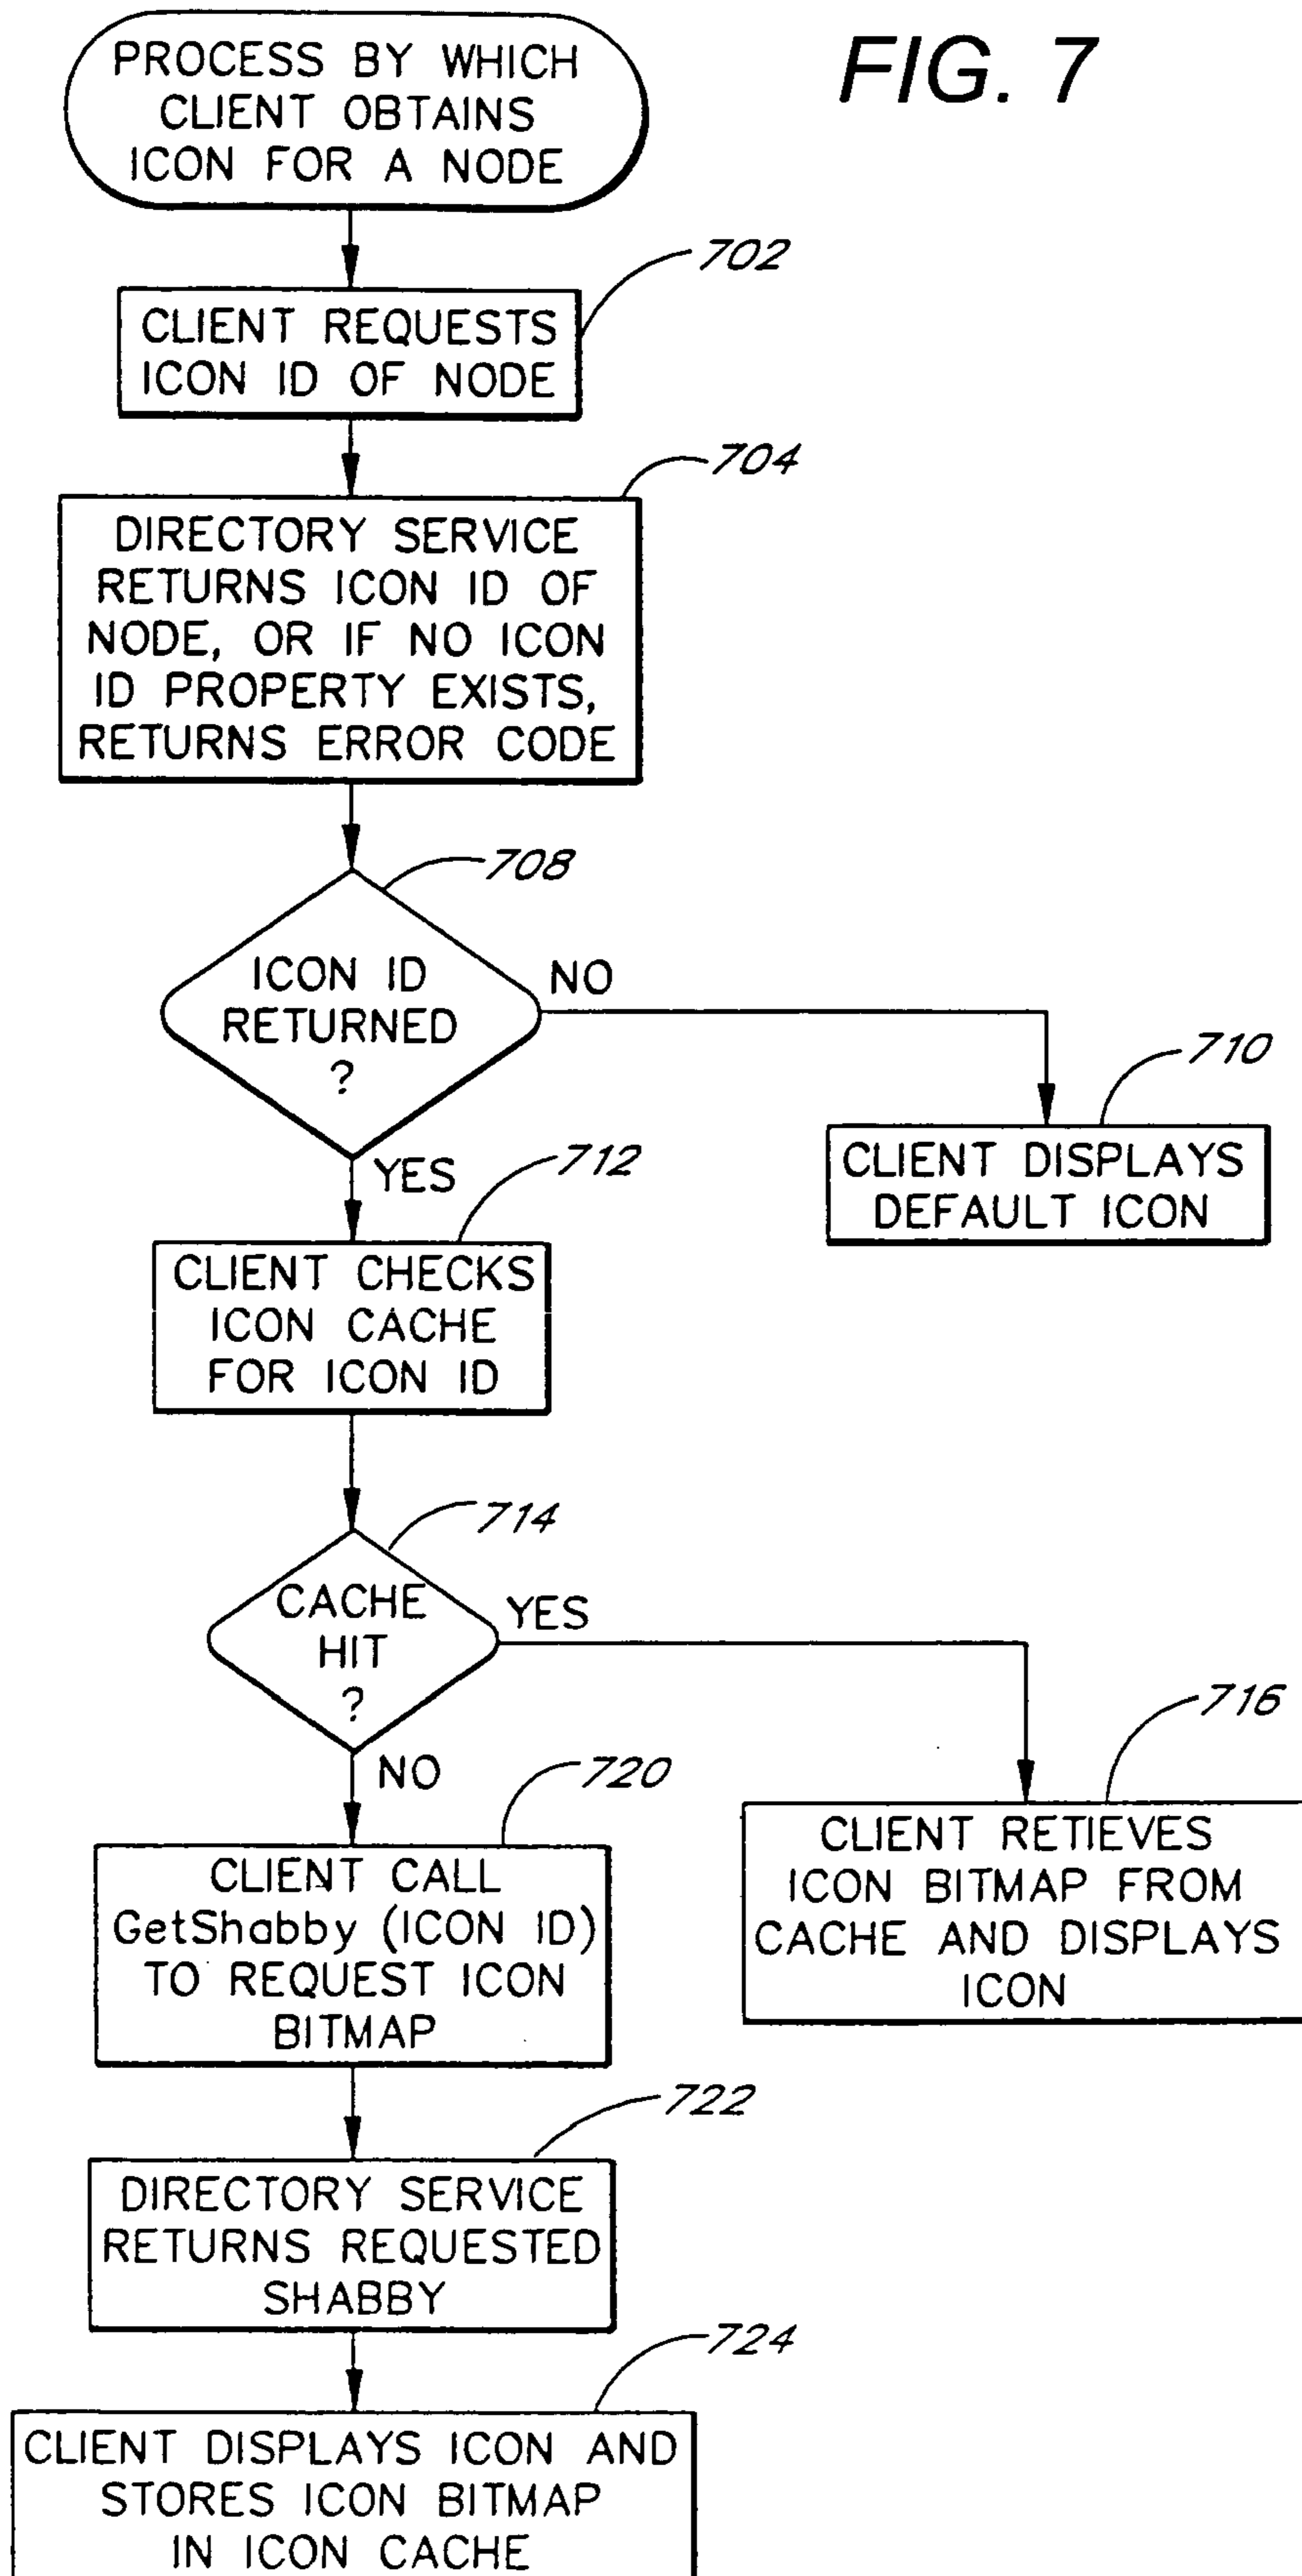 FIG. 7
PROCESS BY WHICH
CLIENT OBTAINS
ICON FOR A NODE
702
CLIENT REQUESTS
ICON ID OF NODE
704
DIRECTORY SERVICE
RETURNS ICON ID OF
NODE, OR IF NO ICON
ID PROPERTY EXISTS,
RETURNS ERROR CODE
708
ICON ID
RETURNED
?
NO
710
CLIENT DISPLAYS
DEFAULT ICON
YES
712
CLIENT CHECKS
ICON CACHE
FOR ICON ID
714
CACHE
HIT
?
YES
716
CLIENT RETIEVES
ICON BITMAP FROM
CACHE AND DISPLAYS
ICON
NO
720
CLIENT CALL
GetShabby (ICON ID)
TO REQUEST ICON
BITMAP
722
DIRECTORY SERVICE
RETURNS REQUESTED
SHABBY
724
CLIENT DISPLAYS ICON AND
STORES ICON BITMAP
IN ICON CACHE